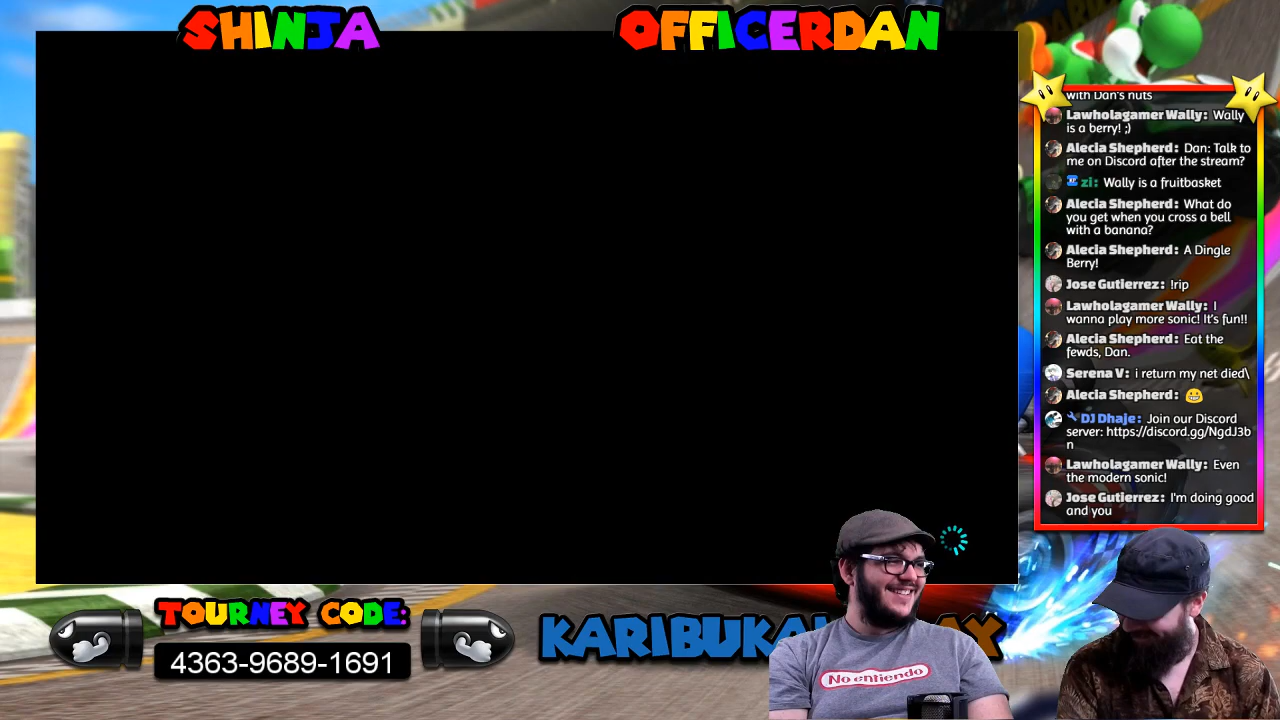 SHINJA
OFFICERDAN
with Dan's nuts
Lawholagamer Wally: Wally
is a berry! ;)
Alecia Shepherd: Dan: Talk to
me on Discord after the stream?
zi: Wally is a fruitbasket
Alecia Shepherd: What do
you get when you cross a bell
with a banana?
Alecia Shepherd: A Dingle
Berry!
Jose Gutierrez: !rip
Lawholagamer Wally: I
wanna play more sonic! It's fun!!
Alecia Shepherd: Eat the
fewds, Dan.
Serena V: i return my net died\
Alecia Shepherd:
DJ Dhaje: Join our Discord
server: https://discord.gg/NgdJ3b
n
Lawholagamer Wally: Even
the modern sonic!
Jose Gutierrez: I'm doing good
and you
TOURNEY CODE:
4363-9689-1691
No entiendo